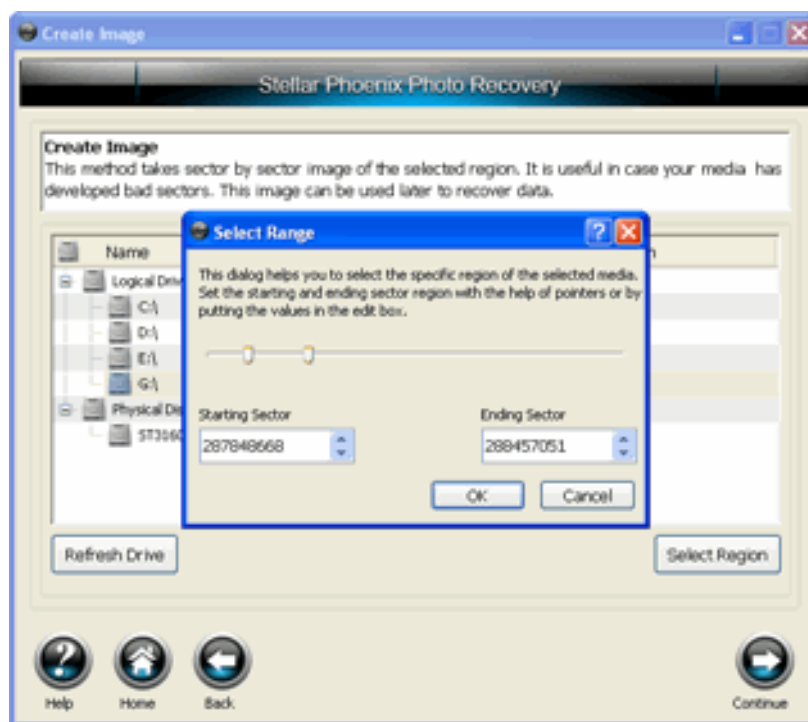 Create Image
Stellar Phoenix Photo Recovery
Create Image
This method takes sector by sector image of the selected region. It is useful in case your media has
developed bad sectors. This image can be used later to recover data.
Name
Logical Driv
C:\
D:\
E:\
G:\
Physical Dis
ST3160
Select Range
This dialog helps you to select the specific region of the selected media.
Set the starting and ending sector region with the help of pointers or by
putting the values in the edit box.
Starting Sector
Ending Sector
287848668
288457051
OK
Cancel
Refresh Drive
Select Region
Help
Home
Back
Continue